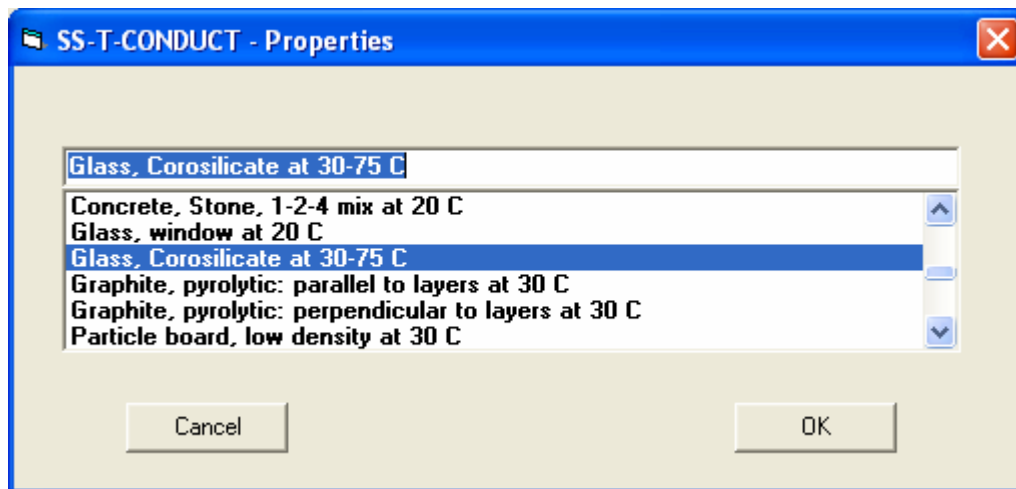 SS-T-CONDUCT - Properties
Glass, Corosilicate at 30-75 C
Concrete, Stone, 1-2-4 mix at 20 C
Glass, window at 20 C
Glass, Corosilicate at 30-75 C
Graphite, pyrolytic: parallel to layers at 30 C
Graphite, pyrolytic: perpendicular to layers at 30 C
Particle board, low density at 30 C
Cancel OK